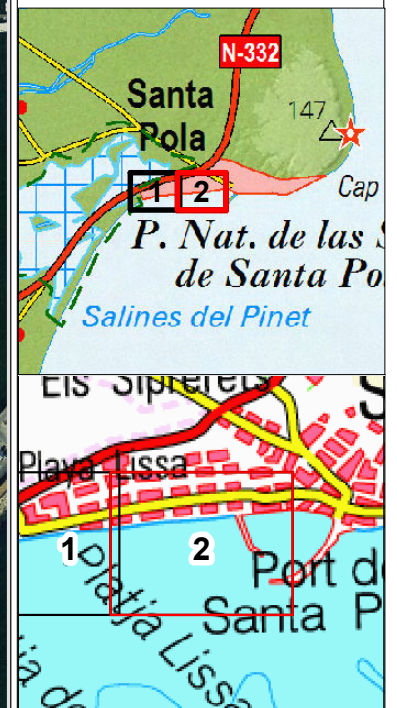 N-332
Santa
Pola
147
1 2
Cap
P. Nat. de las S
de Santa Po
Salines del Pinet
Els Siprerets
Playa Lissa
1 2
Platja Lissa
Port d
Santa P